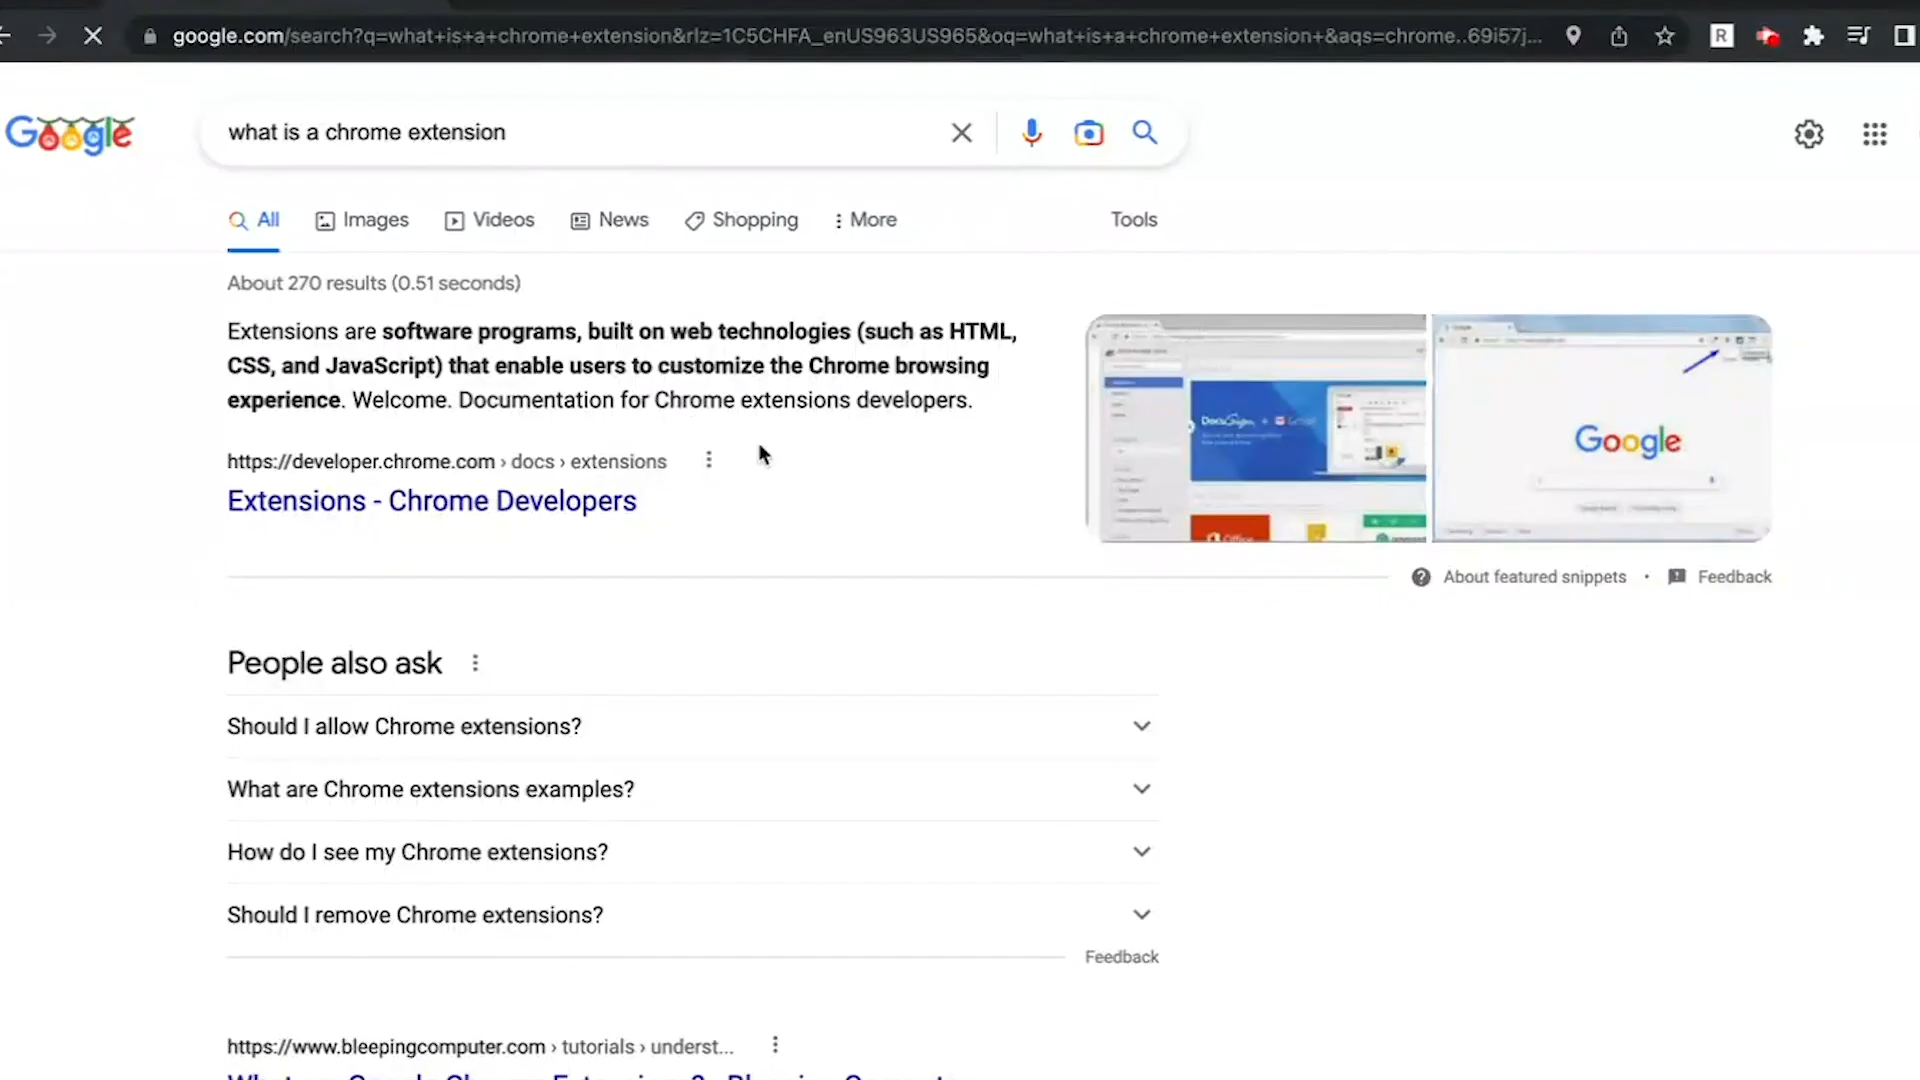 google.com/search?q=what+is+a+chrome+extension&rlz=1C5CHFA_enUS963US965&oq=what+is+a+chrome+extension+&aqs=chrome..69i57j...
R
Google
what is a chrome extension
All Images Videos News Shopping More Tools
About 270 results (0.51 seconds)
Extensions are software programs, built on web technologies (such as HTML,
CSS, and JavaScript) that enable users to customize the Chrome browsing
experience. Welcome. Documentation for Chrome extensions developers.
https://developer.chrome.com › docs › extensions
Extensions - Chrome Developers
DocuSign + Gmail
Office
Google
About featured snippets · Feedback
People also ask
Should I allow Chrome extensions?
What are Chrome extensions examples?
How do I see my Chrome extensions?
Should I remove Chrome extensions?
Feedback
https://www.bleepingcomputer.com › tutorials › underst...